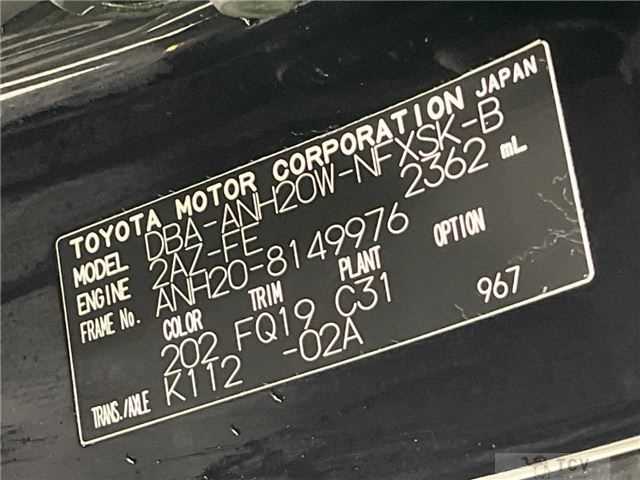 TOYOTA MOTOR CORPORATION JAPAN
MODEL DBA-ANH20W-NFXSK-B
ENGINE 2AZ-FE 2362 mL
FRAME No. ANH20-8149976
COLOR TRIM PLANT OPTION
202 FQ19 C31 967
TRANS./AXLE K112 -02A
TCV